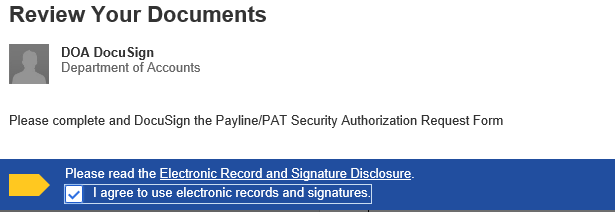 Review Your Documents
DOA DocuSign
Department of Accounts
Please complete and DocuSign the Payline/PAT Security Authorization Request Form
Please read the Electronic Record and Signature Disclosure.
I agree to use electronic records and signatures.